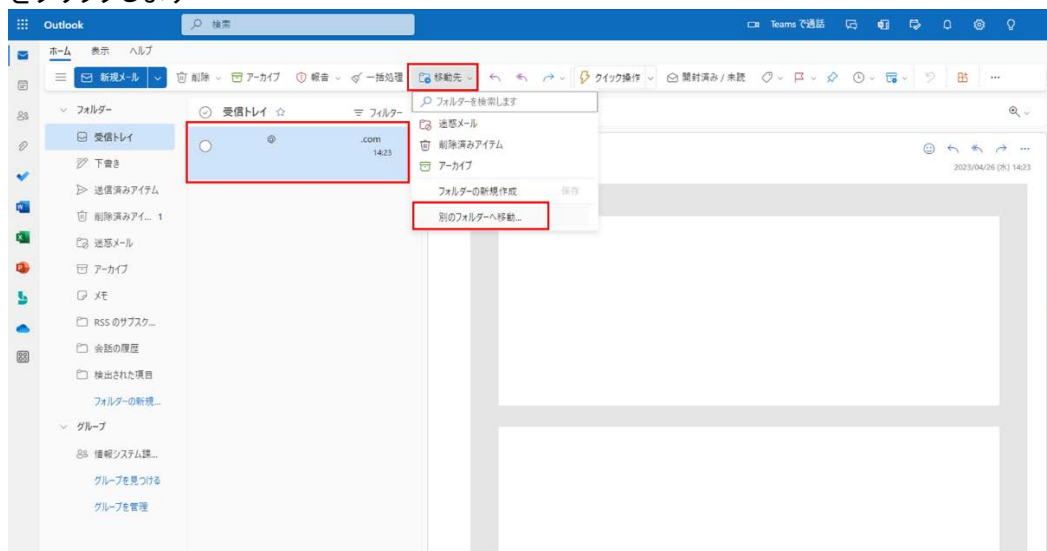 をクリックします
Outlook
検索
Teams で通話
ホーム 表示 ヘルプ
新規メール 削除 アーカイブ 報告 一括処理 移動先 クイック操作 開封済み / 未読 ...
フォルダー
受信トレイ
下書き
送信済みアイテム
削除済みアイ... 1
迷惑メール
アーカイブ
メモ
RSS のサブスク...
会話の履歴
検出された項目
フォルダーの新規...
グループ
情報システム課...
グループを見つける
グループを管理
受信トレイ フィルター
@ .com
14:23
フォルダーを検索します
迷惑メール
削除済みアイテム
アーカイブ
フォルダーの新規作成 保存
別のフォルダーへ移動...
...
2023/04/26 (水) 14:23